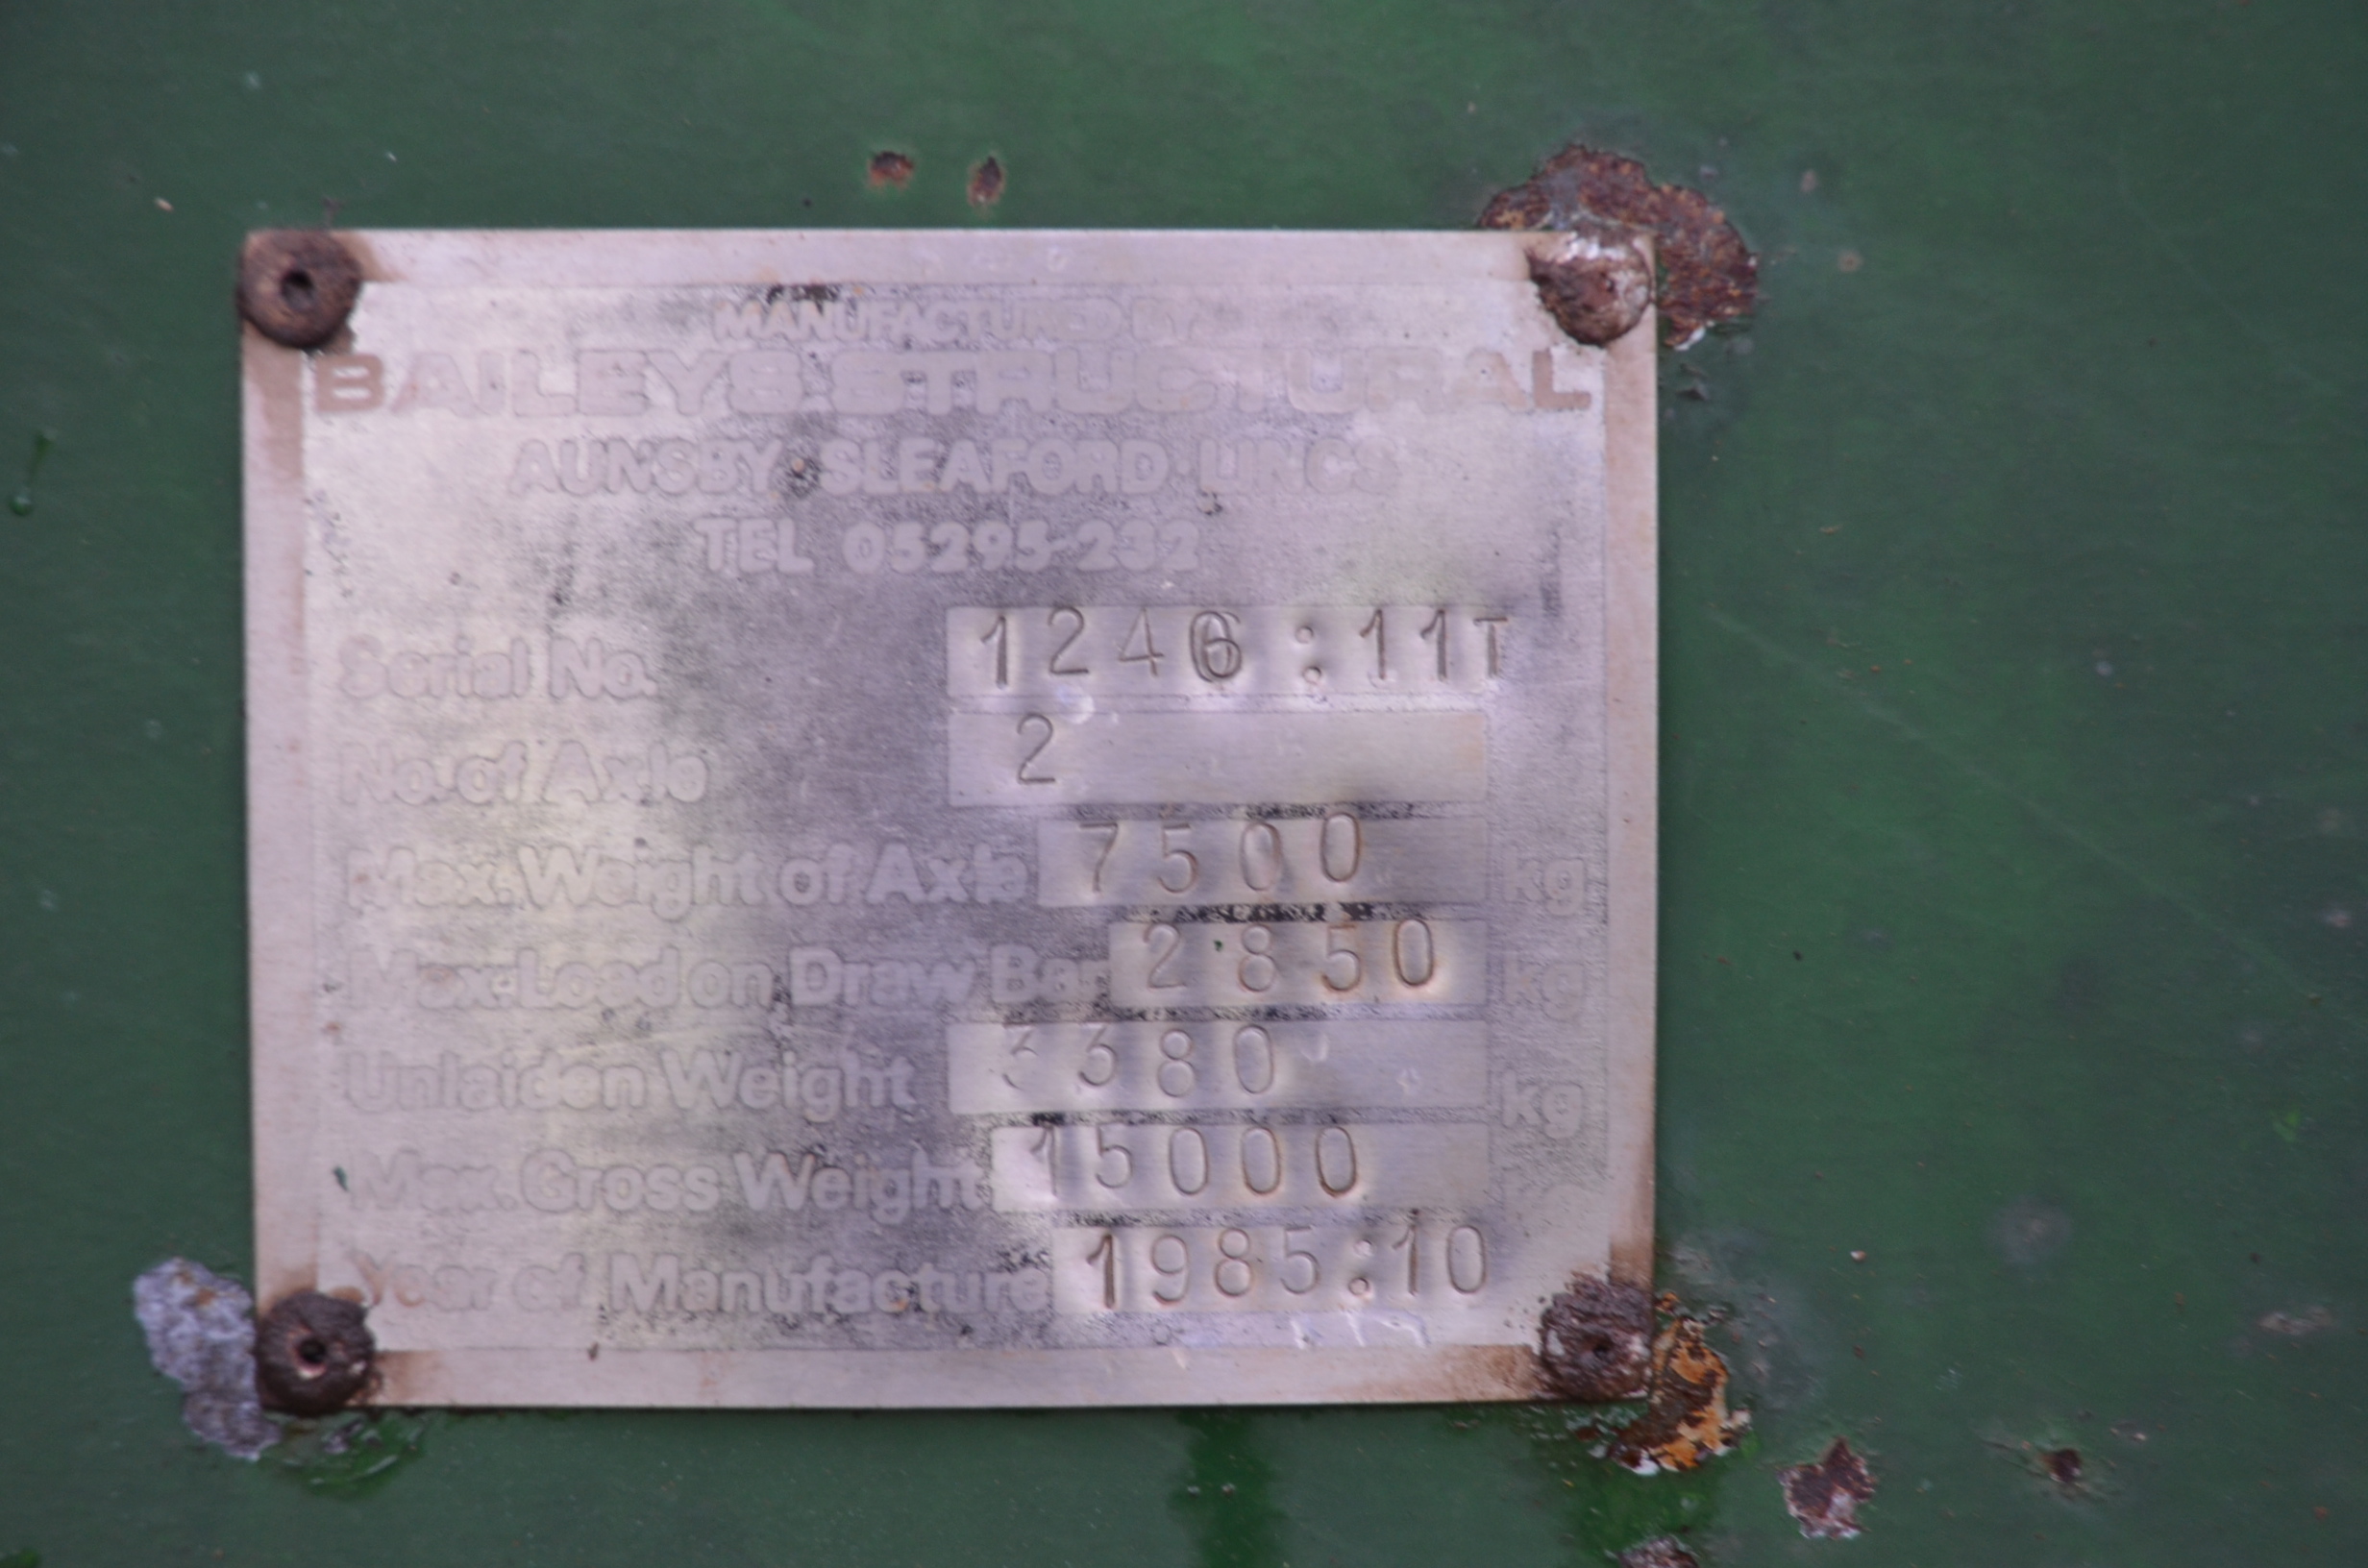 MANUFACTURED BY
BAILEYS STRUCTURAL
AUNSBY · SLEAFORD · LINCS
TEL 05295-232
Serial No. 1246:11T
No. of Axle 2
Max. Weight of Axle 7500 kg
Max. Load on Draw Bar 2850 kg
Unlaiden Weight 3380 kg
Max. Gross Weight 15000
Year of Manufacture 1985:10